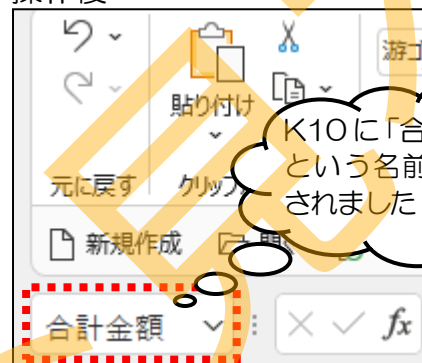 操作後
游ゴ
貼り付け
K10に「合
という名前
されました
元に戻す
クリップ
新規作成
開
合計金額
fx